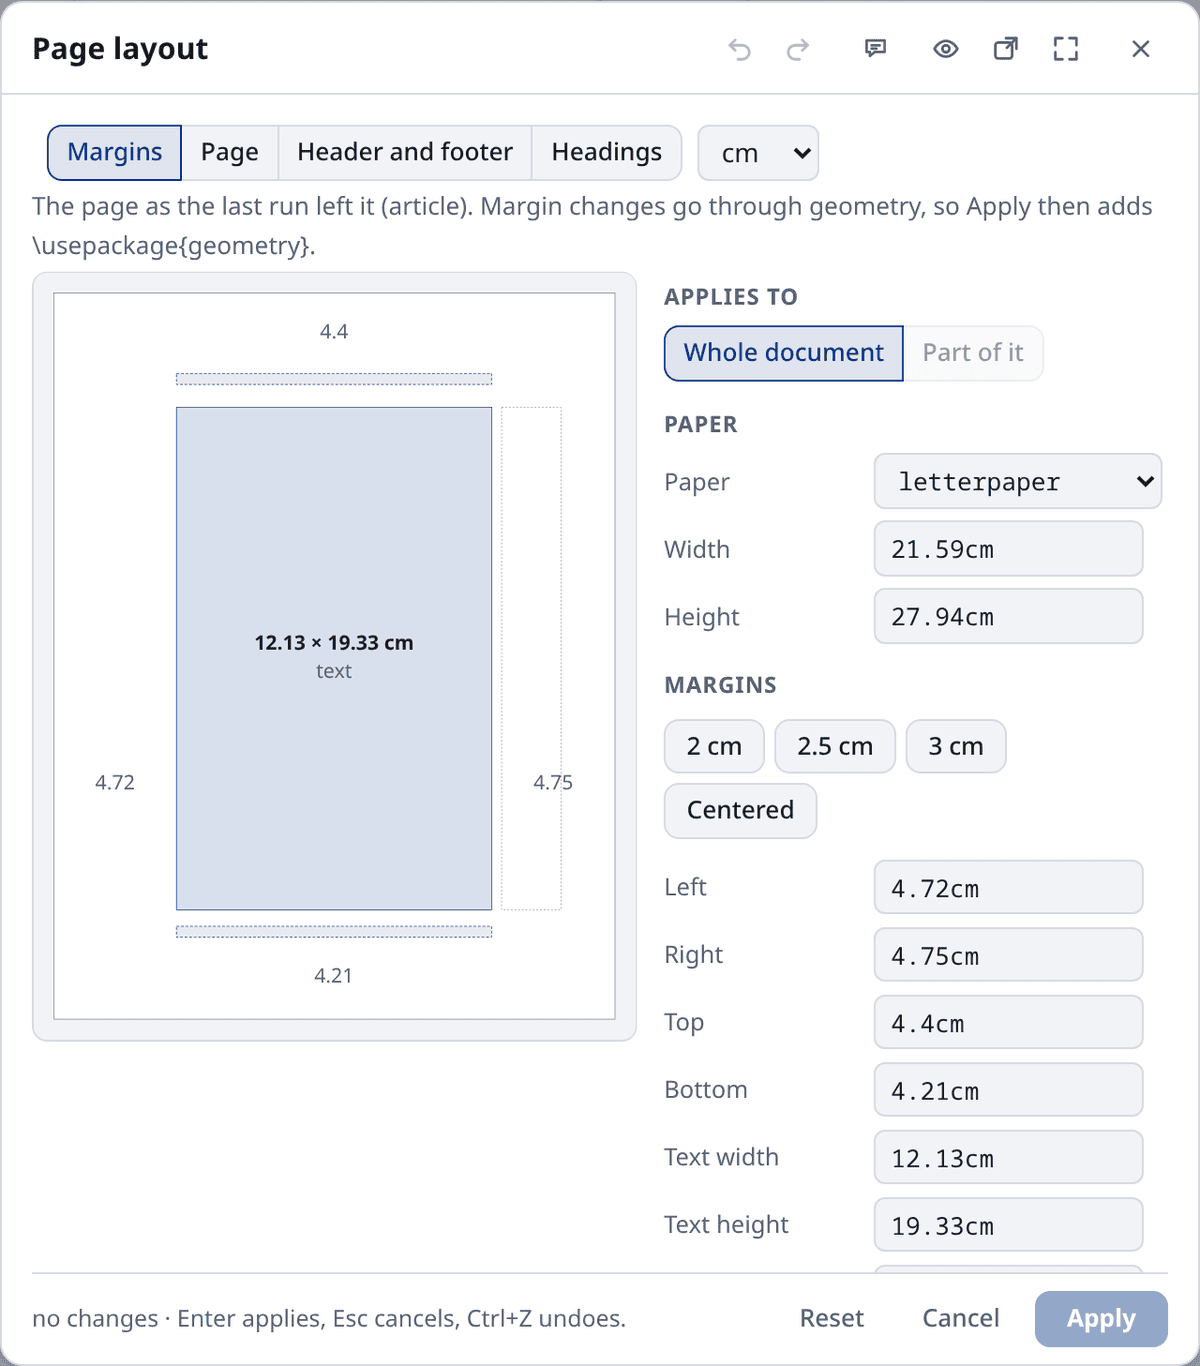 Page layout
Margins
Page
Header and footer
Headings
cm
The page as the last run left it (article). Margin changes go through geometry, so Apply then adds
\usepackage{geometry}.
4.4
12.13 × 19.33 cm
text
4.72
4.75
4.21
APPLIES TO
Whole document
Part of it
PAPER
Paper
letterpaper
Width
21.59cm
Height
27.94cm
MARGINS
2 cm
2.5 cm
3 cm
Centered
Left
4.72cm
Right
4.75cm
Top
4.4cm
Bottom
4.21cm
Text width
12.13cm
Text height
19.33cm
no changes · Enter applies, Esc cancels, Ctrl+Z undoes.
Reset
Cancel
Apply